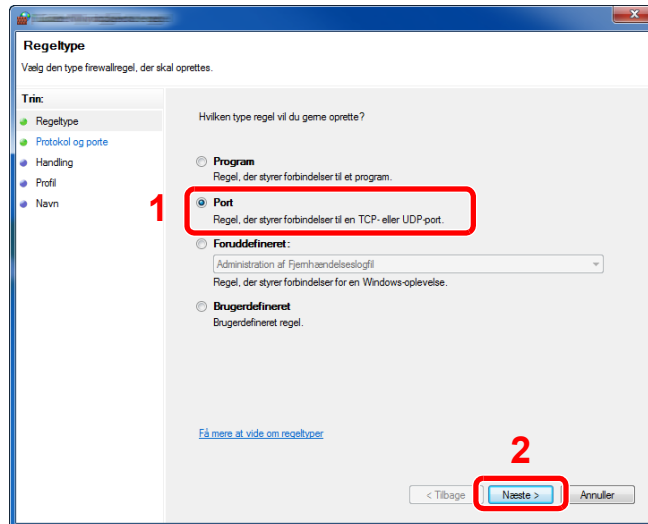 Regeltype
Vælg den type firewallregel, der skal oprettes.
Trin:
Regeltype
Protokol og porte
Handling
Profil
Navn
Hvilken type regel vil du gerne oprette?
Program
Regel, der styrer forbindelser til et program.
1
Port
Regel, der styrer forbindelser til en TCP- eller UDP-port.
Foruddefineret:
Administration af Fjernhændelseslogfil
Regel, der styrer forbindelser for en Windows-oplevelse.
Brugerdefineret
Brugerdefineret regel.
Få mere at vide om regeltyper
2
< Tilbage
Næste >
Annuller